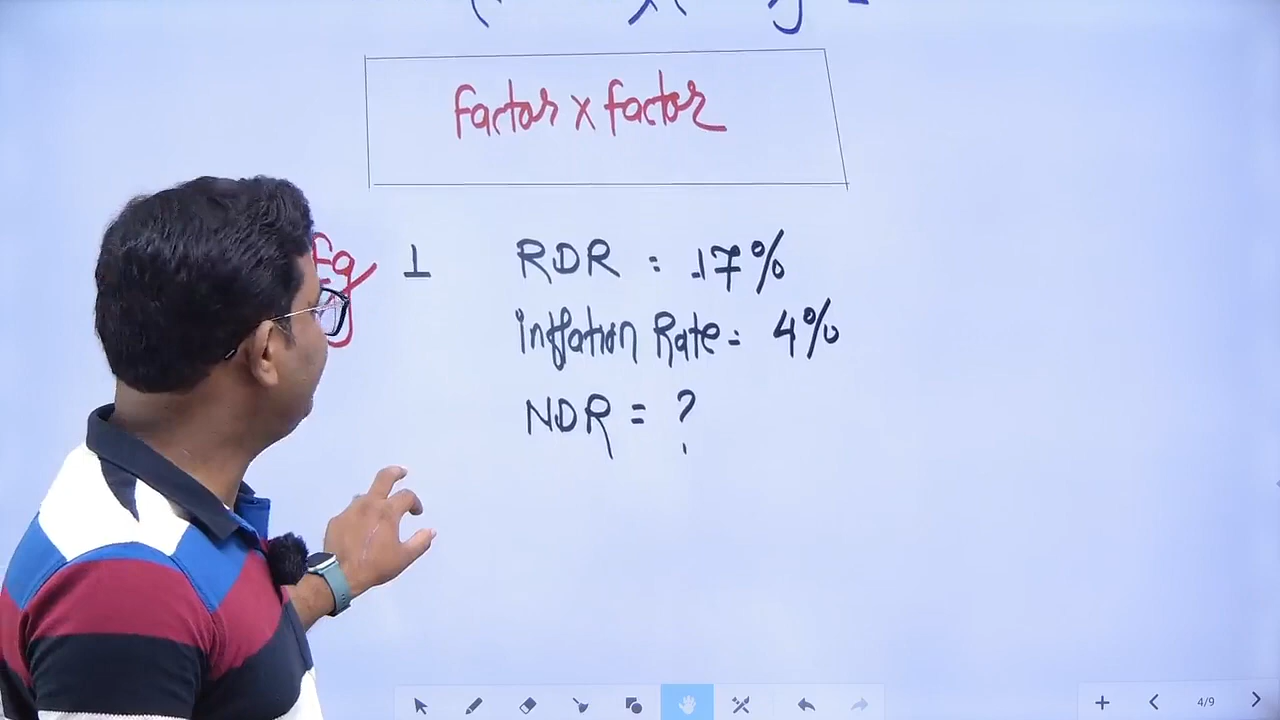 factor x factor
Eg 1 RDR = 17%
Inflation Rate = 4%
NDR = ?
4/9